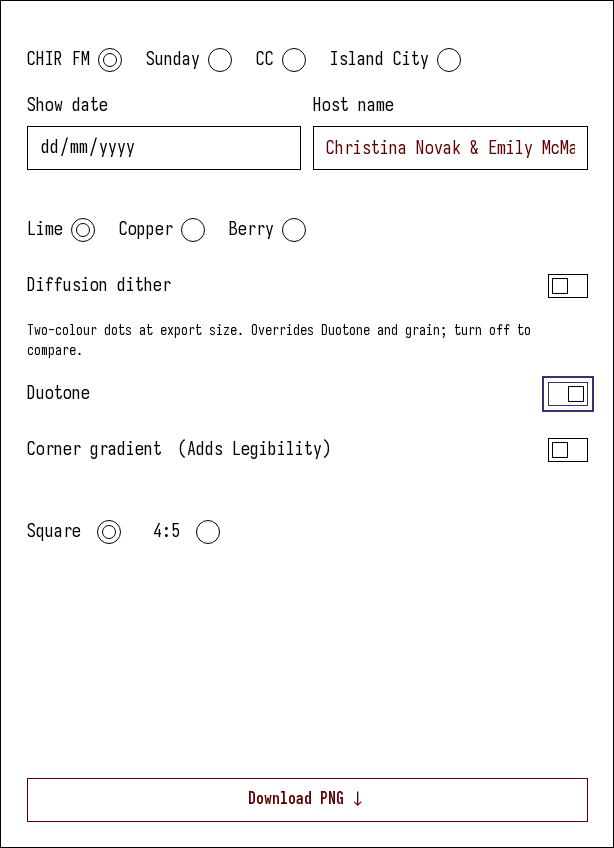 CHIR FM Sunday CC Island City
Show date Host name
dd/mm/yyyy Christina Novak & Emily McMa
Lime Copper Berry
Diffusion dither
Two-colour dots at export size. Overrides Duotone and grain; turn off to
compare.
Duotone
Corner gradient (Adds Legibility)
Square 4:5
Download PNG ↓